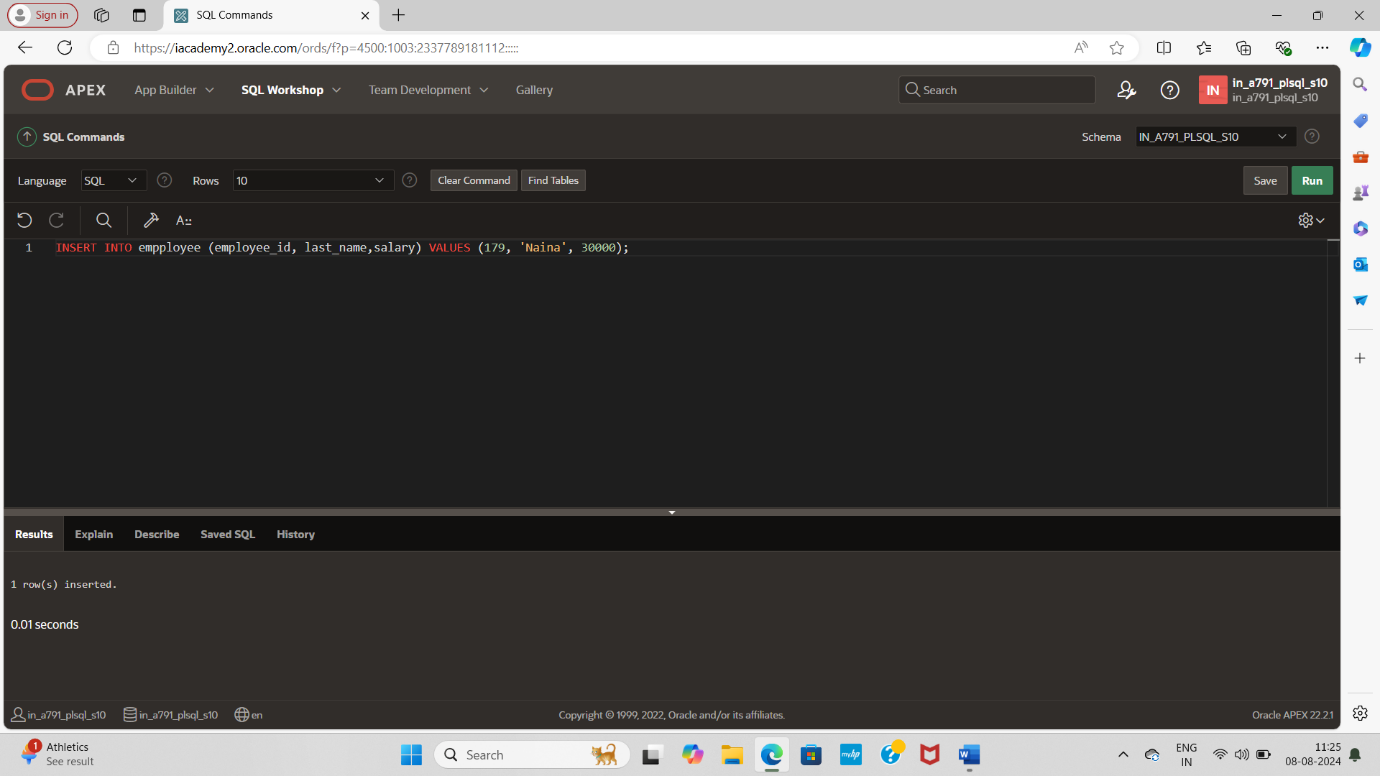 Sign in
SQL Commands
https://iacademy2.oracle.com/ords/f?p=4500:1003:2337789181112:::::
APEX App Builder SQL Workshop Team Development Gallery Search IN in_a791_plsql_s10
in_a791_plsql_s10
SQL Commands Schema IN_A791_PLSQL_S10
Language SQL Rows 10 Clear Command Find Tables Save Run
A::
1 INSERT INTO empployee (employee_id, last_name,salary) VALUES (179, 'Naina', 30000);
Results Explain Describe Saved SQL History
1 row(s) inserted.
0.01 seconds
in_a791_plsql_s10 in_a791_plsql_s10 en Copyright © 1999, 2022, Oracle and/or its affiliates. Oracle APEX 22.2.1
1 Athletics
See result
Search
myhp
W
ENG
IN
11:25
08-08-2024